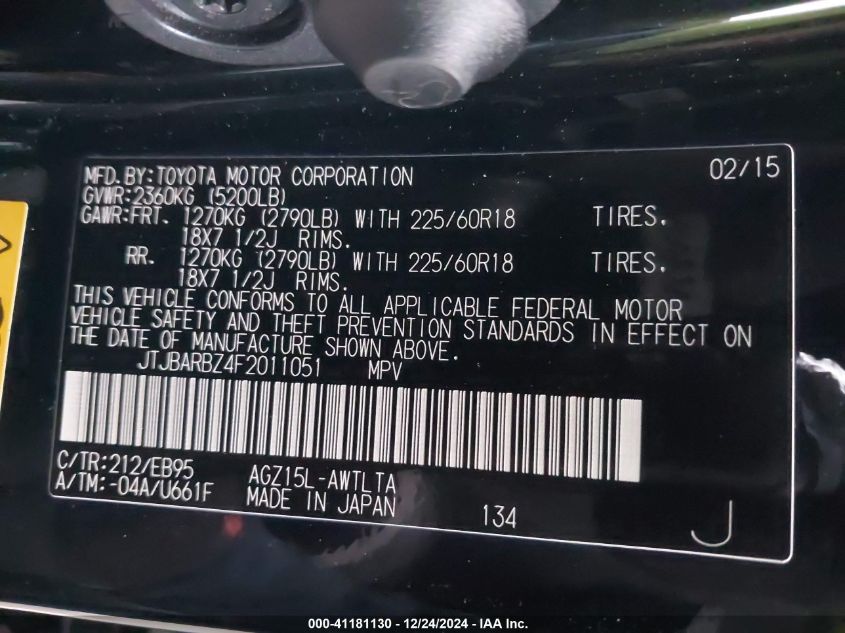 MFD.BY:TOYOTA MOTOR CORPORATION 02/15
GVWR:2360KG (5200LB)
GAWR:FRT. 1270KG (2790LB) WITH 225/60R18 TIRES.
18X7 1/2J RIMS.
RR. 1270KG (2790LB) WITH 225/60R18 TIRES.
18X7 1/2J RIMS.
THIS VEHICLE CONFORMS TO ALL APPLICABLE FEDERAL MOTOR
VEHICLE SAFETY AND THEFT PREVENTION STANDARDS IN EFFECT ON
THE DATE OF MANUFACTURE SHOWN ABOVE.
JTJBARBZ4F2011051 MPV
C/TR:212/EB95 AGZ15L-AWTLTA
A/TM:-04A/U661F MADE IN JAPAN 134 J
000-41181130 - 12/24/2024 - IAA Inc.